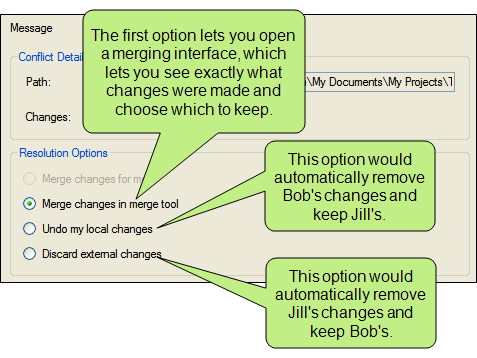 Message
The first option lets you open
a merging interface, which
lets you see exactly what
changes were made and
choose which to keep.
Conflict Detai
Path:
\My Documents\My Projects\T
Changes:
Resolution Options
Merge changes for m
Merge changes in merge tool
Undo my local changes
Discard external changes
This option would
automatically remove
Bob's changes and
keep Jill's.
This option would
automatically remove
Jill's changes and
keep Bob's.